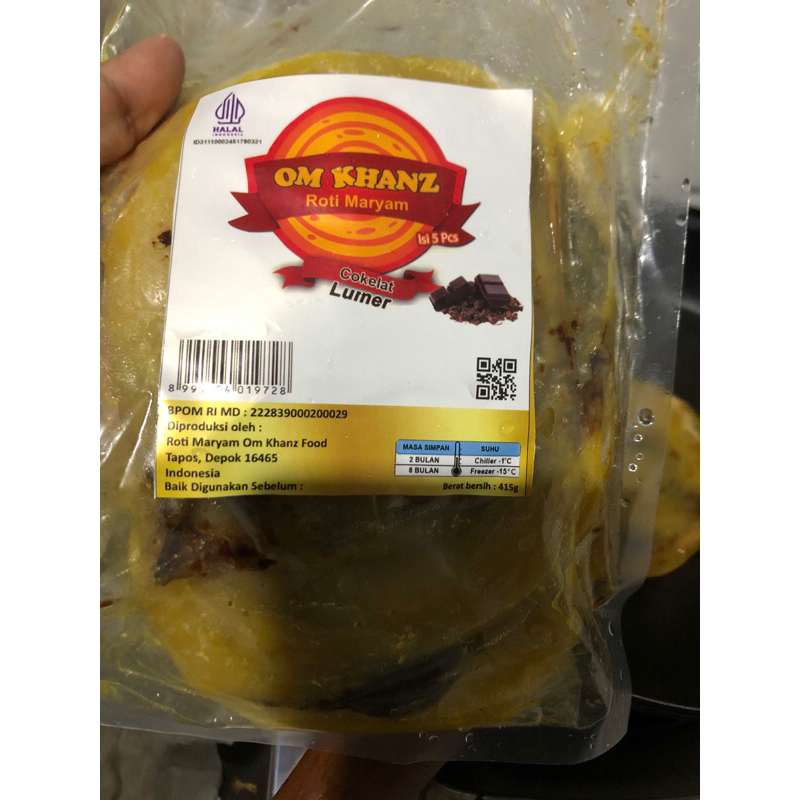 HALAL
INDONESIA
ID31110002451780321
OM KHANZ
Roti Maryam
Isi 5 Pcs
Cokelat
Lumer
019728
BPOM RI MD : 222839000200029
Diproduksi oleh :
Roti Maryam Om Khanz Food
Tapos, Depok 16465
Indonesia
Baik Digunakan Sebelum :
MASA SIMPAN SUHU
2 BULAN Chiller -1°C
8 BULAN Freezer -15°C
Berat bersih : 415g